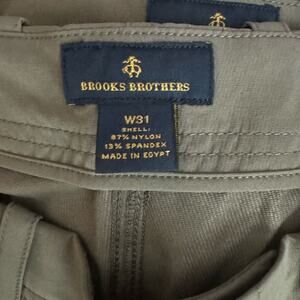 BROOKS BROTHERS
W31
SHELL:
87% NYLON
13% SPANDEX
MADE IN EGYPT